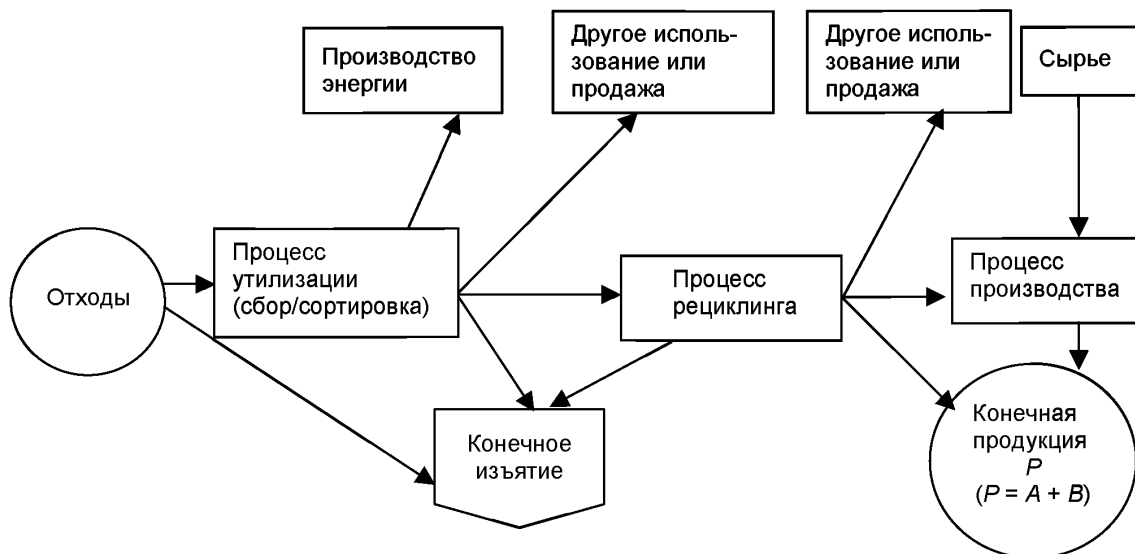 Производство
энергии
Другое исполь-
зование или
продажа
Другое исполь-
зование или
продажа
Сырье
Отходы
Процесс
утилизации
(сбор/сортировка)
Процесс
рециклинга
Процесс
производства
Конечное
изъятие
Конечная
продукция
P
(P = A + B)